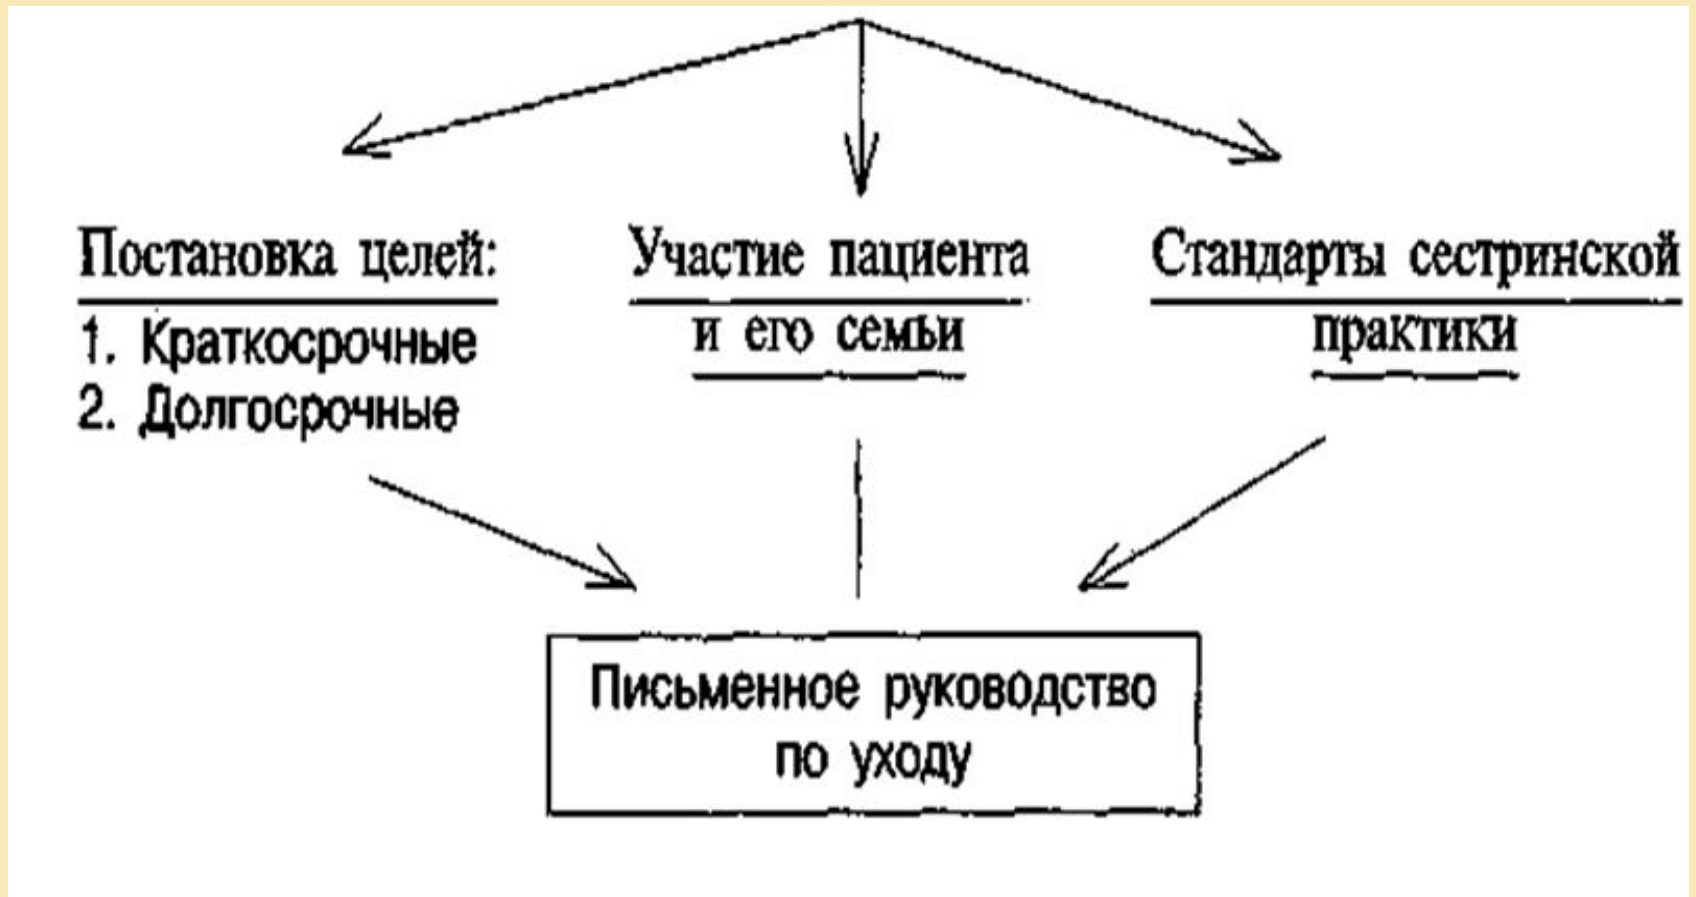 Постановка целей:
1. Краткосрочные
2. Долгосрочные
Участие пациента
и его семьи
Стандарты сестринской
практики
Письменное руководство
по уходу